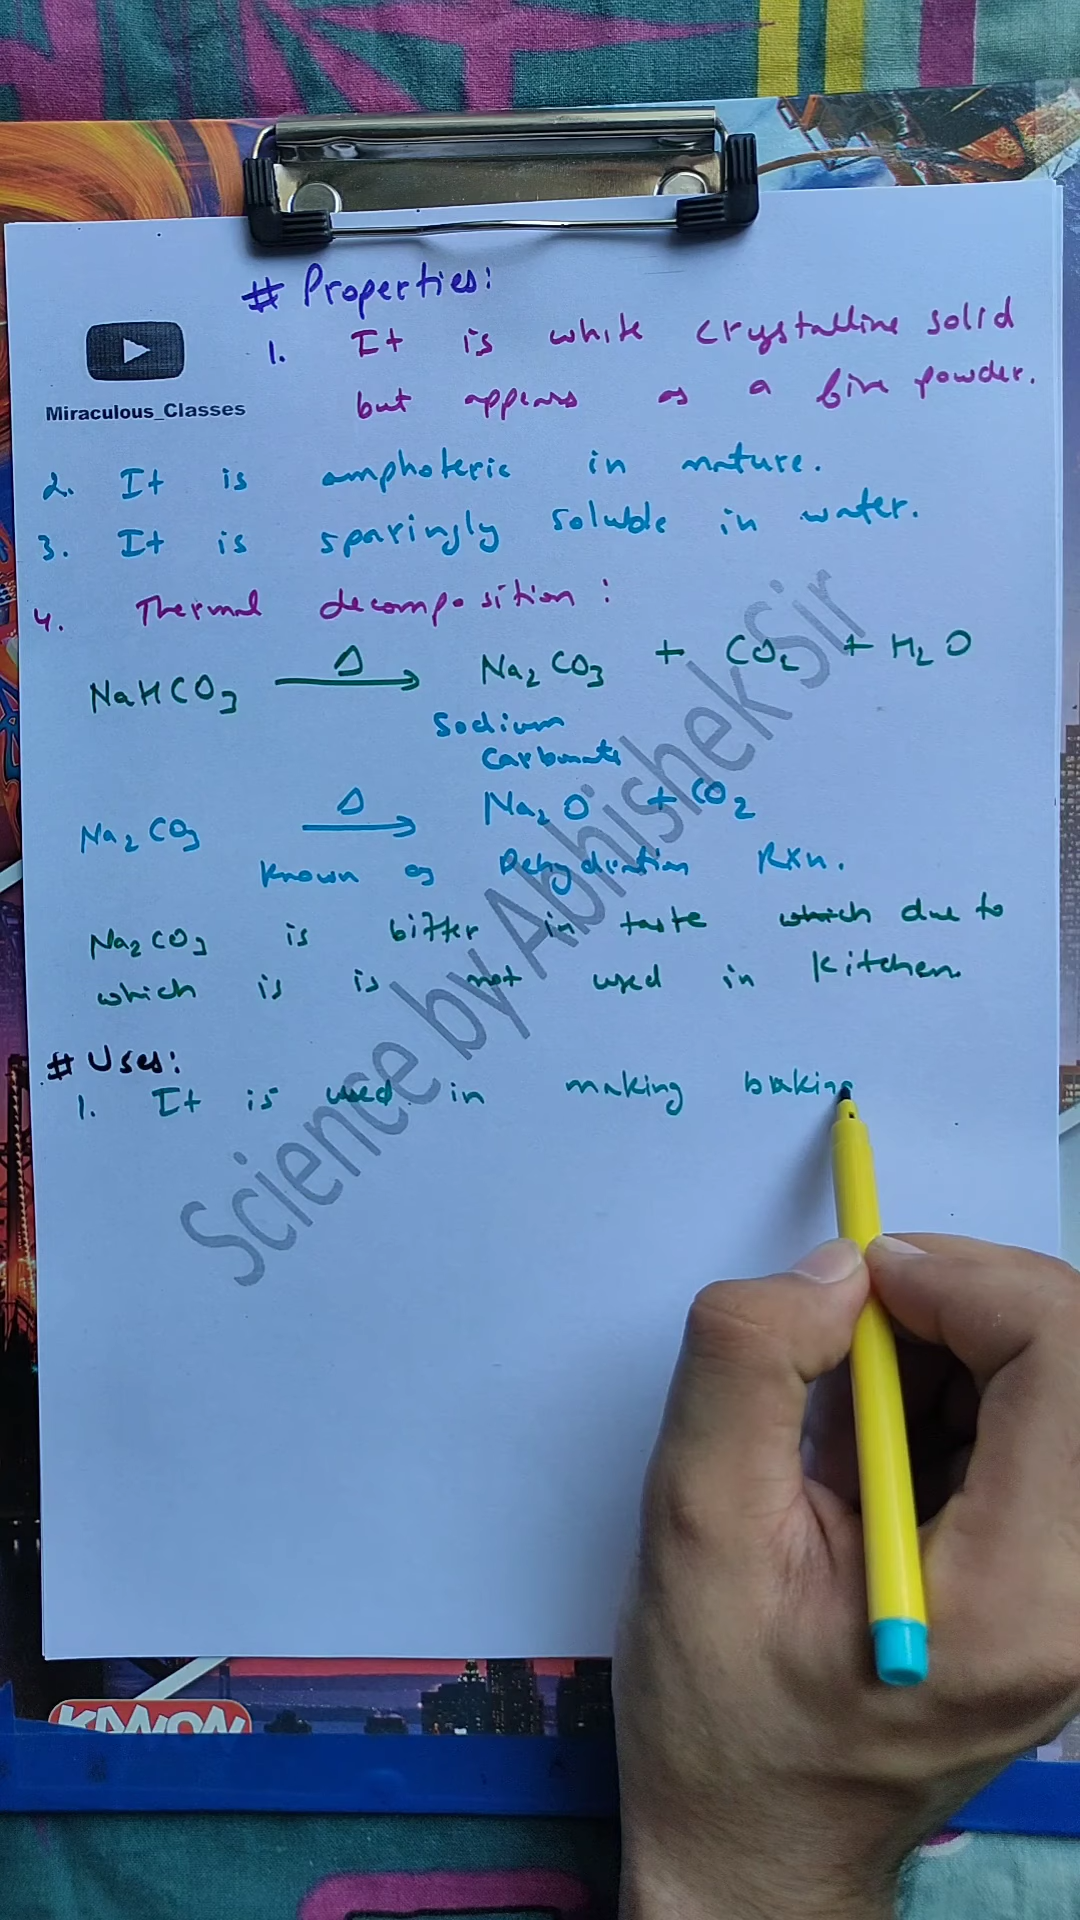 # Properties:
1. It is white crystalline solid
but appears as a fine powder.
Miraculous_Classes
2. It is amphoteric in nature.
3. It is sparingly soluble in water.
4. Thermal decomposition:
NaHCO3 Δ→ Na2CO3 + CO2 + H2O
Sodium
Carbonate
Na2CO3 Δ→ Na2O + CO2
Known as Dehydration Rxn.
Na2CO3 is bitter in taste which due to
which is is not used in kitchen.
# Uses:
1. It is used in making baking
Science by Abhishek Sir
KANON